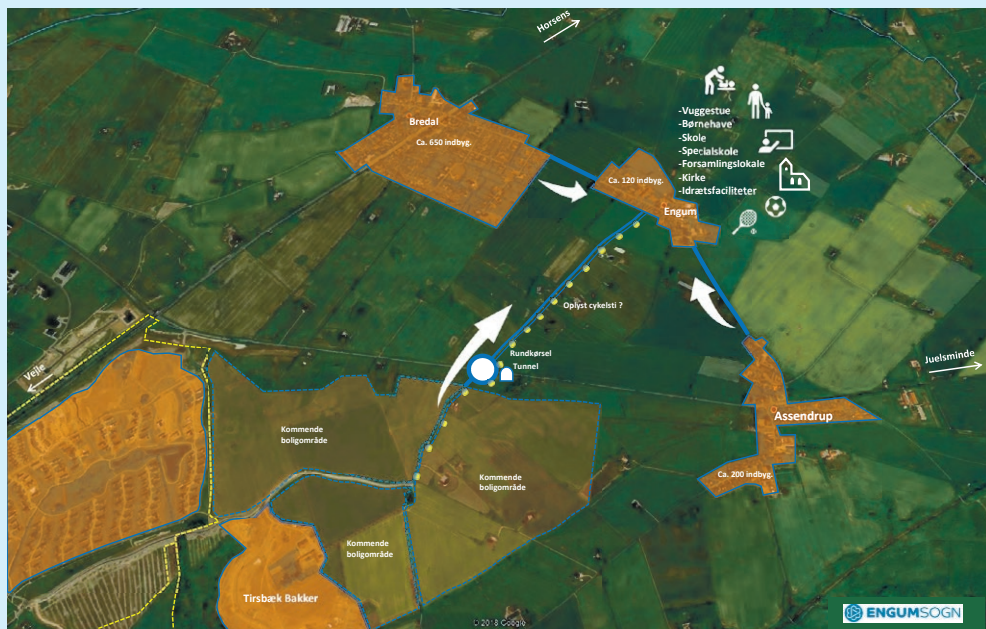 Horsens
Bredal
Ca. 650 indbyg.
-Vuggestue
-Børnehave
-Skole
-Specialskole
-Forsamlingslokale
-Kirke
-Idrætsfaciliteter
Ca. 120 indbyg.
Engum
Oplyst cykelsti ?
Rundkørsel
Tunnel
Vejle
Juelsminde
Assendrup
Ca. 200 indbyg.
Kommende
boligområde
Kommende
boligområde
Kommende
boligområde
Tirsbæk Bakker
© 2018 Google
ENGUMSOGN